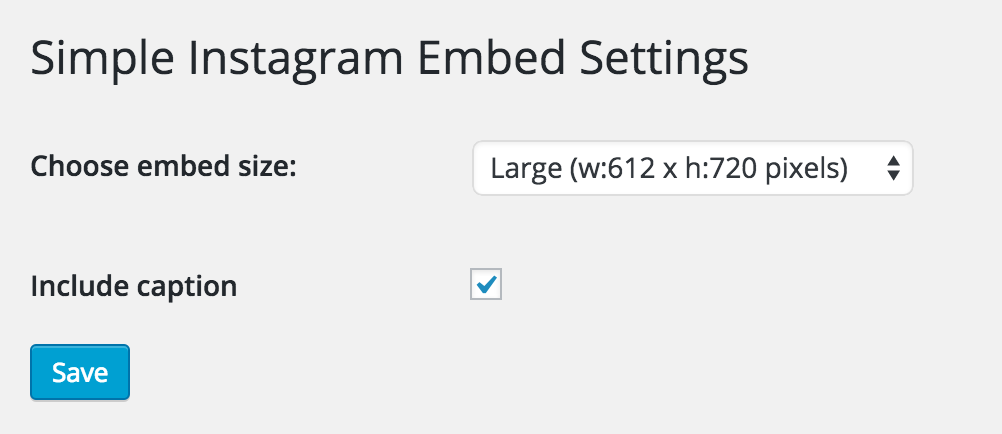 Simple Instagram Embed Settings
Choose embed size: Large (w:612 x h:720 pixels)
Include caption
Save